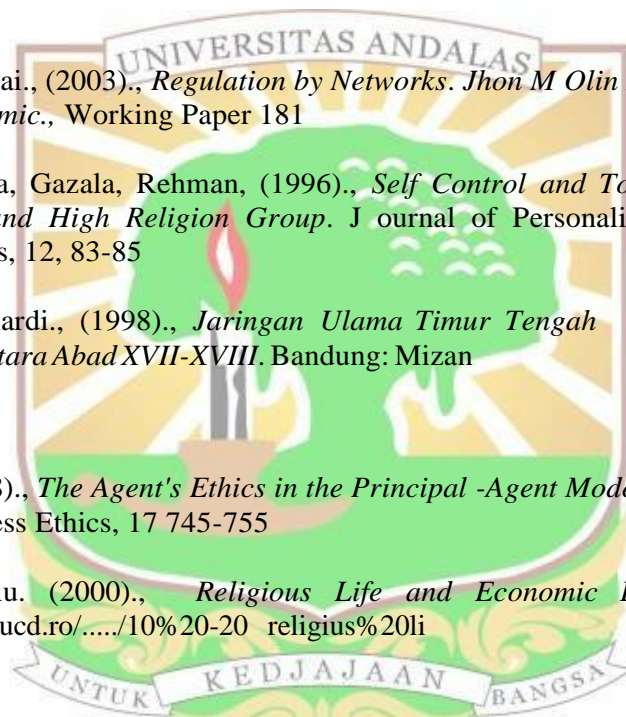 UNIVERSITAS ANDALAS
ai., (2003)., Regulation by Networks. Jhon M Olin
mic., Working Paper 181
a, Gazala, Rehman, (1996)., Self Control and To
and High Religion Group. J ournal of Personali
s, 12, 83-85
ardi., (1998)., Jaringan Ulama Timur Tengah
tara Abad XVII-XVIII. Bandung: Mizan
8)., The Agent's Ethics in the Principal -Agent Mode
ess Ethics, 17 745-755
iu. (2000)., Religious Life and Economic
ucd.ro/...../10%20-20 religius%20li
UNTUK KEDJAJAAN BANGSA